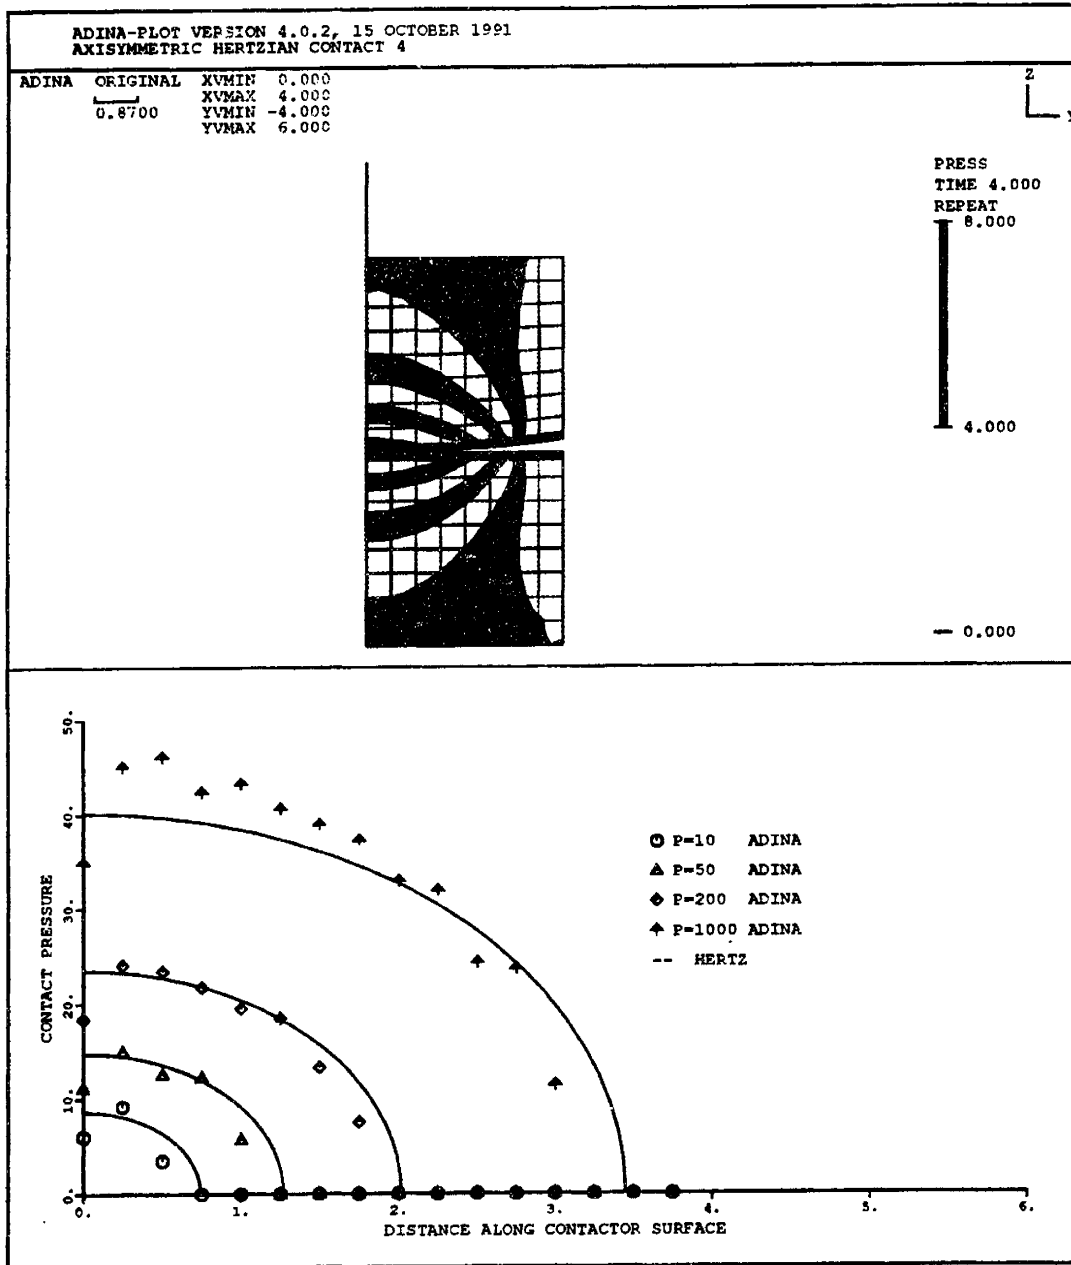 ADINA-PLOT VERSION 4.0.2, 15 OCTOBER 1991
AXISYMMETRIC HERTZIAN CONTACT 4
ADINA ORIGINAL XVMIN 0.000
0.8700 XVMAX 4.000
YVMIN -4.000
YVMAX 6.000
Z
Y
PRESS
TIME 4.000
REPEAT
8.000
4.000
0.000
50.
40.
30.
20.
10.
0.
CONTACT PRESSURE
P=10 ADINA
P=50 ADINA
P=200 ADINA
P=1000 ADINA
-- HERTZ
0. 1. 2. 3. 4. 5. 6.
DISTANCE ALONG CONTACTOR SURFACE